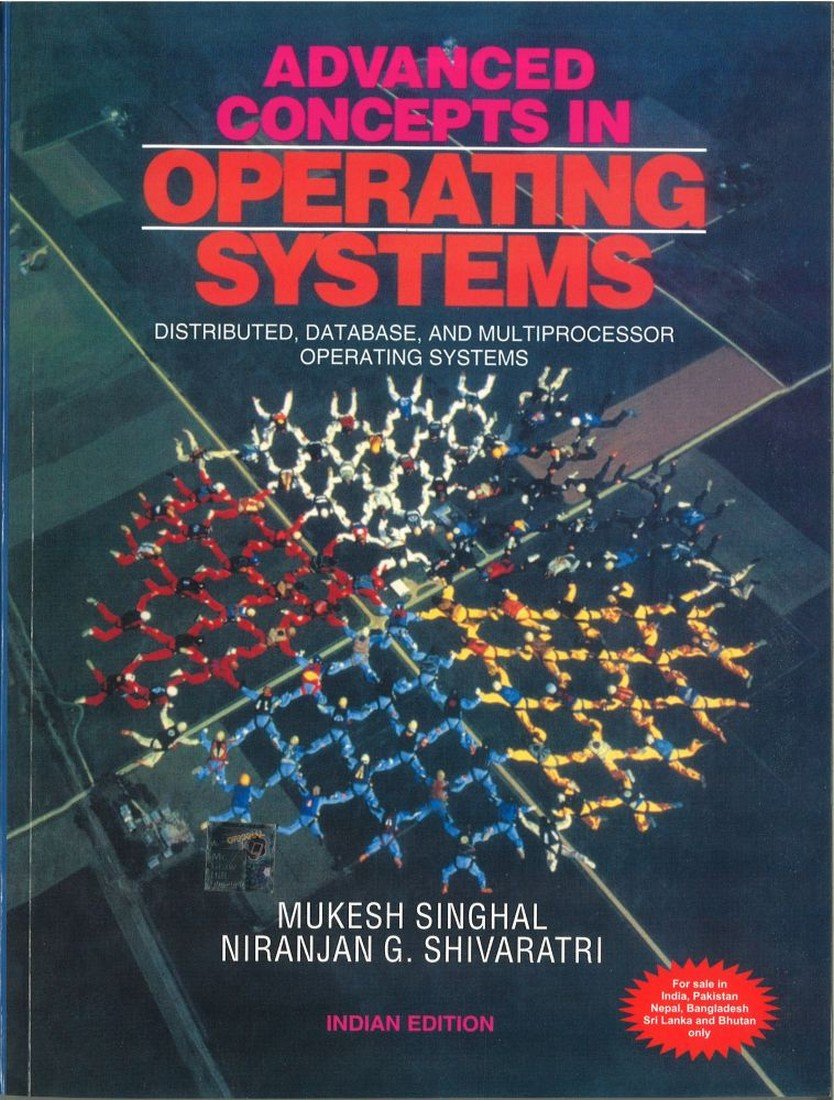 ADVANCED
CONCEPTS IN
OPERATING
SYSTEMS
DISTRIBUTED, DATABASE, AND MULTIPROCESSOR
OPERATING SYSTEMS
ORIGINAL
MUKESH SINGHAL
NIRANJAN G. SHIVARATRI
INDIAN EDITION
For sale in
India, Pakistan
Nepal, Bangladesh
Sri Lanka and Bhutan
only